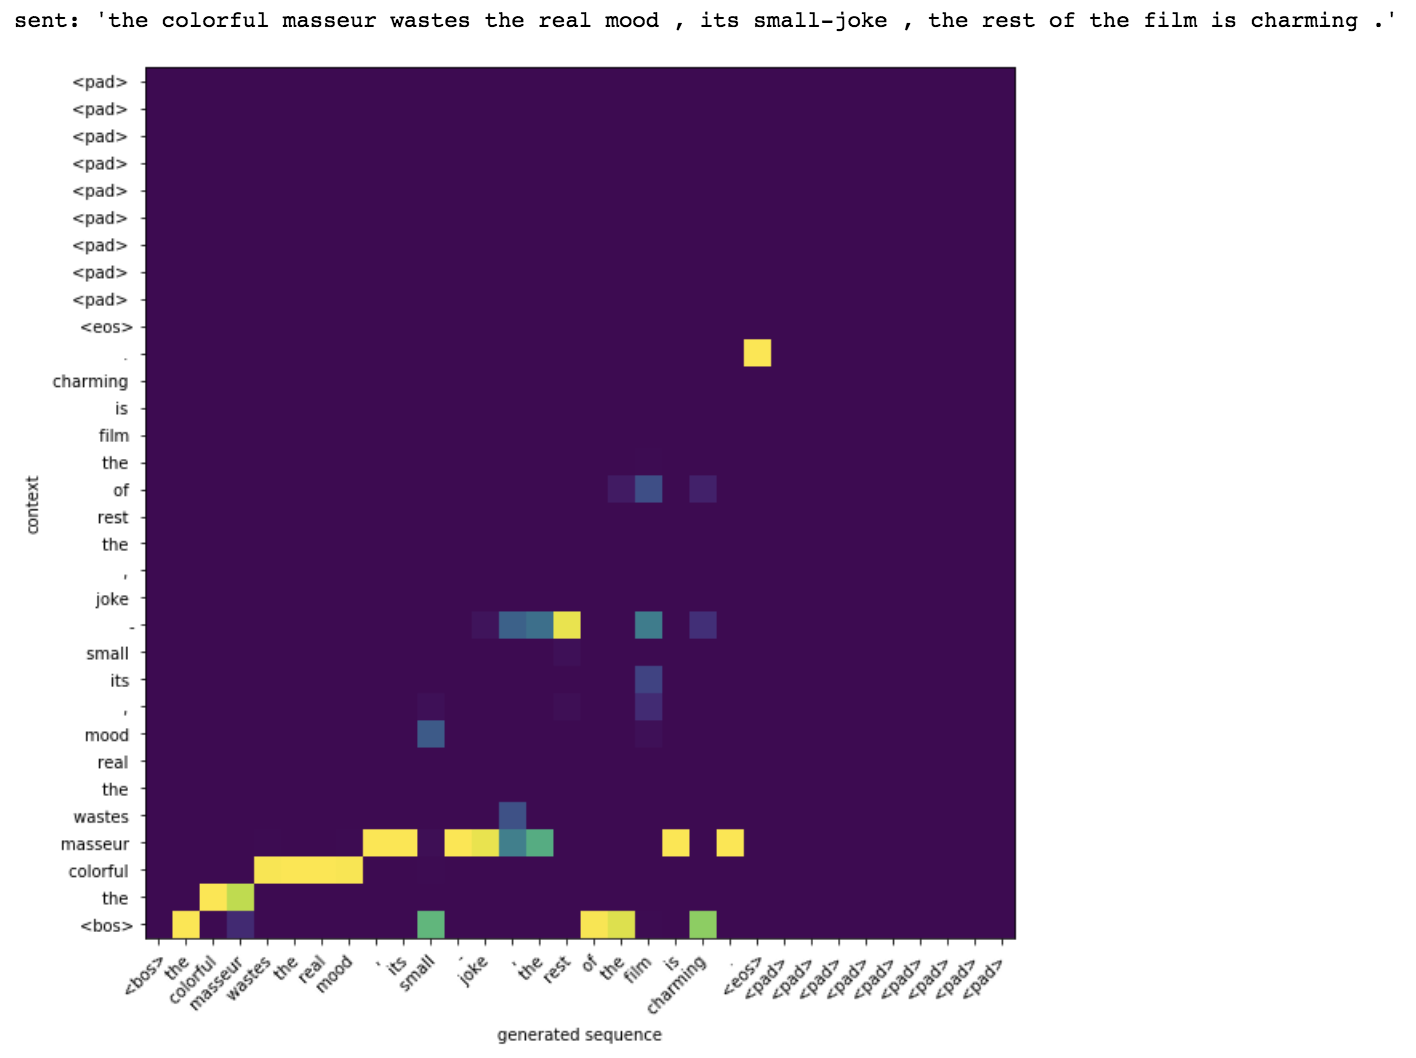 sent: 'the colorful masseur wastes the real mood , its small-joke , the rest of the film is charming .'
<pad>
<pad>
<pad>
<pad>
<pad>
<pad>
<pad>
<pad>
<pad>
<eos>
.
charming
is
film
the
of
rest
the
,
joke
-
small
its
,
mood
real
the
wastes
masseur
colorful
the
<bos>
context
<bos> the colorful masseur wastes the real mood , its small - joke , the rest of the film is charming . <eos> <pad> <pad> <pad> <pad> <pad> <pad> <pad> <pad> <pad>
generated sequence